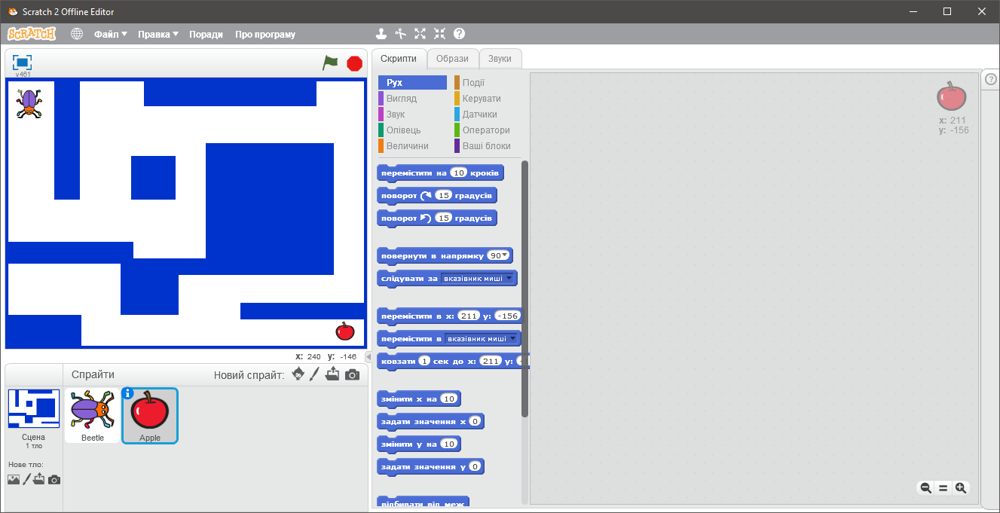 Scratch 2 Offline Editor
SCRATCH Файл Правка Поради Про програму
v461
Скрипти Образи Звуки
Рух Події
Вигляд Керувати
Звук Датчики
Олівець Оператори
Величини Ваші блоки
x: 211
y: -156
перемістити на 10 кроків
поворот 15 градусів
поворот 15 градусів
повернути в напрямку 90
слідувати за вказівник миші
перемістити в x: 211 y: -156
перемістити в вказівник миші
ковзати 1 сек до x: 211 y:
змінити x на 10
задати значення x 0
змінити y на 10
задати значення y 0
відбивати від меж
x: 240 y: -146
Спрайти Новий спрайт:
Beetle Apple
Сцена
1 тло
Нове тло: